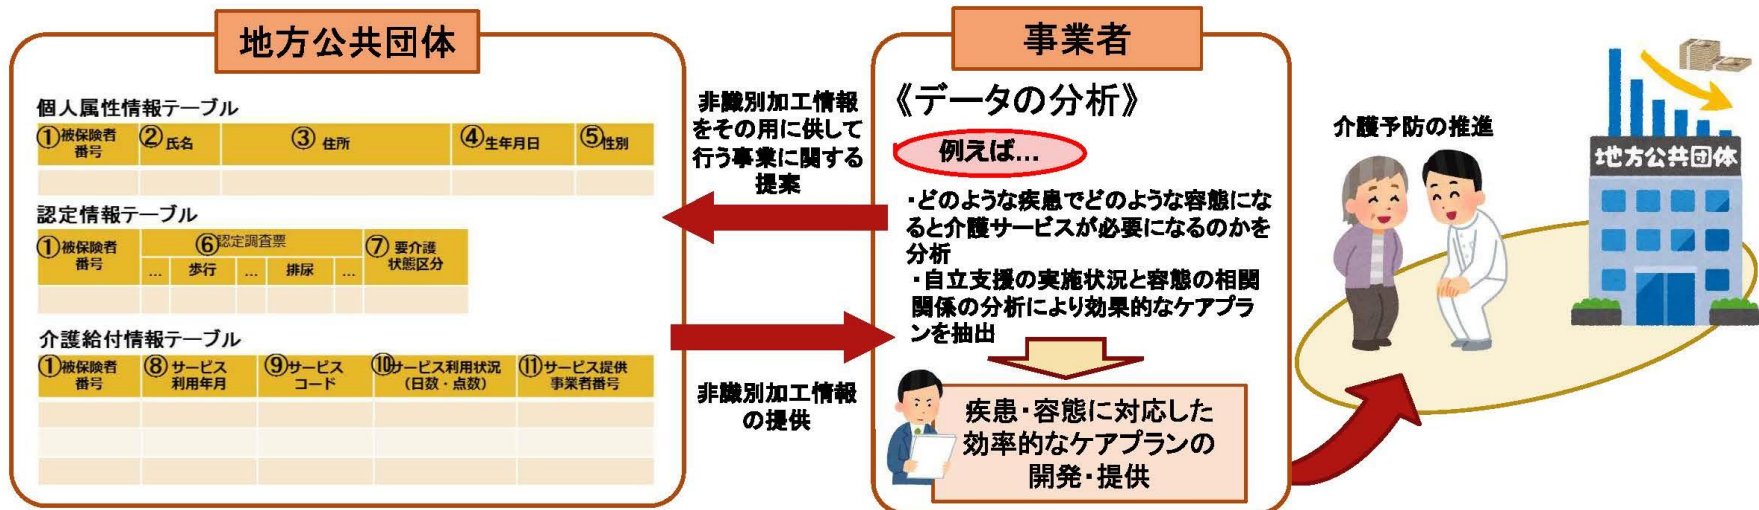 地方公共団体
個人属性情報テーブル
①被保険者
番号
②氏名
③ 住所
④生年月日
⑤性別
認定情報テーブル
①被保険者
番号
⑥認定調査票
… 歩行 … 排尿 …
⑦要介護
状態区分
介護給付情報テーブル
①被保険者
番号
⑧サービス
利用年月
⑨サービス
コード
⑩サービス利用状況
(日数・点数)
⑪サービス提供
事業者番号
非識別加工情報
をその用に供して
行う事業に関する
提案
非識別加工情報
の提供
事業者
《データの分析》
例えば…
・どのような疾患でどのような容態にな
ると介護サービスが必要になるのかを
分析
・自立支援の実施状況と容態の相関
関係の分析により効果的なケアプラ
ンを抽出
疾患・容態に対応した
効率的なケアプランの
開発・提供
介護予防の推進
地方公共団体